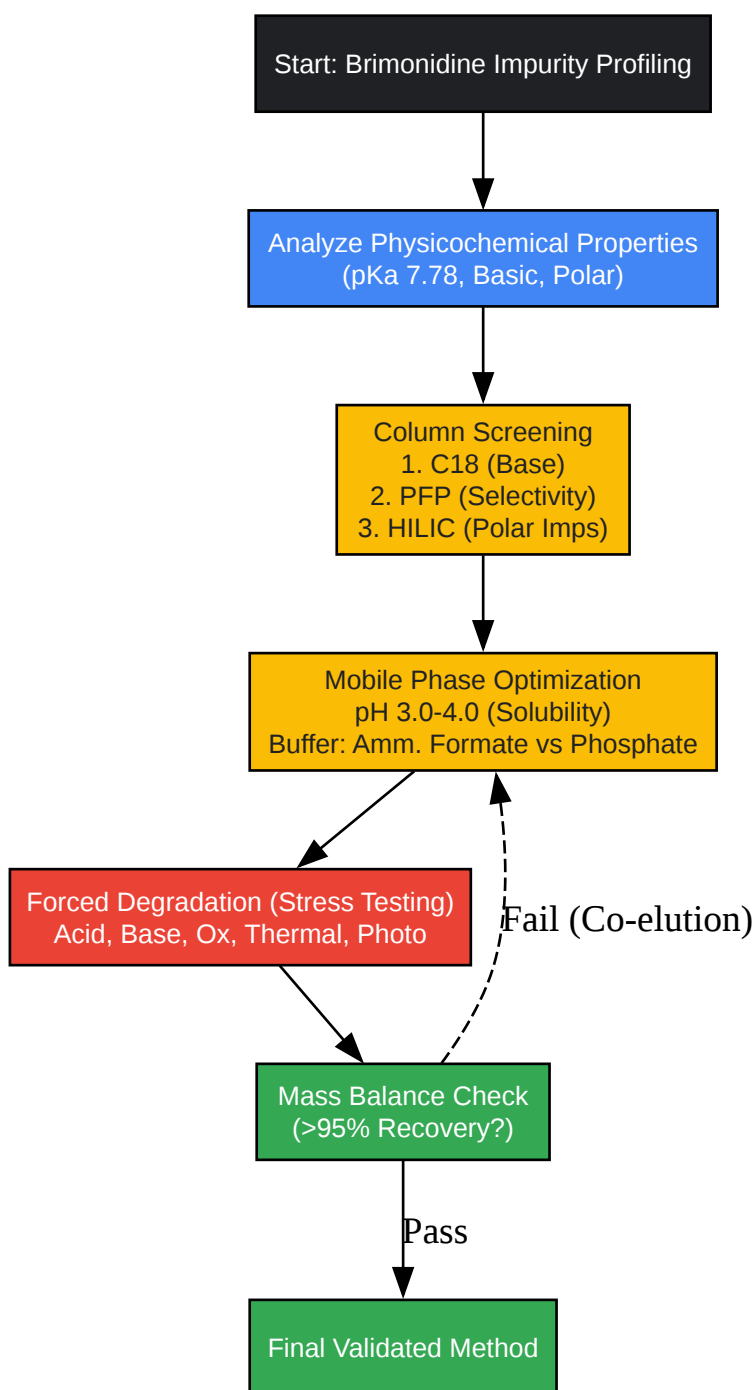 Start: Brimonidine Impurity Profiling
Analyze Physicochemical Properties
(pKa 7.78, Basic, Polar)
Column Screening
1. C18 (Base)
2. PFP (Selectivity)
3. HILIC (Polar Imps)
Mobile Phase Optimization
pH 3.0-4.0 (Solubility)
Buffer: Amm. Formate vs Phosphate
Forced Degradation (Stress Testing)
Acid, Base, Ox, Thermal, Photo
Fail (Co-elution)
Mass Balance Check
(>95% Recovery?)
Pass
Final Validated Method